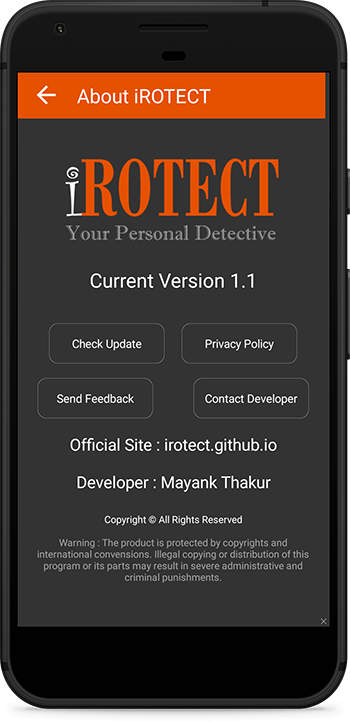 About iROTECT
iROTECT
Your Personal Detective
Current Version 1.1
Check Update
Privacy Policy
Send Feedback
Contact Developer
Official Site : irotect.github.io
Developer : Mayank Thakur
Copyright © All Rights Reserved
Warning : The product is protected by copyrights and
international convensions. Illegal copying or distribution of this
program or its parts may result in severe administrative and
criminal punishments.